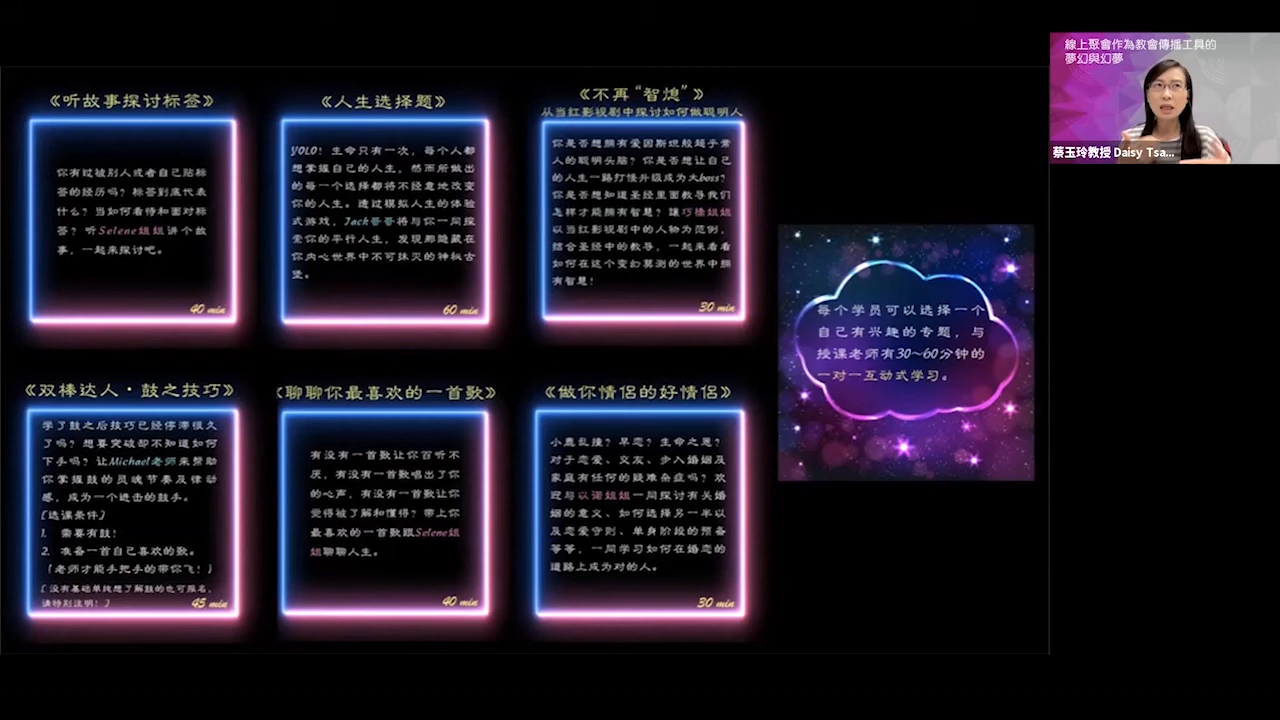 《听故事探讨标签》
你有过被别人或者自己贴标
签的经历吗？标签到底代表
什么？当如何看待和面对标
签？听Selene姐姐讲个故
事，一起来探讨吧。
40 min
《人生选择题》
YOLO！生命只有一次，每个人都
想掌握自己的人生，然而所做出
的每一个选择都将不经意地改变
你的人生。透过模拟人生的体验
式游戏，Jack哥哥将与你一同探
索你的平行人生，发现那隐藏在
你内心世界中不可抹灭的神秘古
堡。
60 min
《不再“智熄”》
从当红影视剧中探讨如何做聪明人
你是否想拥有爱因斯坦般超乎常
人的聪明头脑？你是否想让自己
的人生一路打怪升级成为大boss？
你是否想知道圣经里面教导我们
怎样才能拥有智慧？讓巧榛姐姐
以当红影视剧中的人物为范例，
结合圣经中的教导，一起来看看
如何在这个变幻莫测的世界中拥
有智慧！
30 min
《双棒达人·鼓之技巧》
学了鼓之后技巧已经停滞很久
了吗？想要突破却不知道如何
下手吗？让Michael老师来帮助
你掌握鼓的灵魂节奏及律动
感，成为一个进击的鼓手。
[选课条件]
1. 需要有鼓！
2. 准备一首自己喜欢的歌。
（老师才能手把手的带你飞！）
[没有基础单纯想了解鼓的也可报名，
请特别注明！]
45 min
《聊聊你最喜欢的一首歌》
有没有一首歌让你百听不
厌，有没有一首歌唱出了你
的心声，有没有一首歌让你
觉得被了解和懂得？带上你
最喜欢的一首歌跟Selene姐
姐聊聊人生。
40 min
《做你情侣的好情侣》
小鹿乱撞？早恋？生命之恩？
对于恋爱、交友、步入婚姻及
家庭有任何的疑难杂症吗？欢
迎与以诺姐姐一同探讨有关婚
姻的意义、如何选择另一半以
及恋爱守则、单身阶段的预备
等等，一同学习如何在婚恋的
道路上成为对的人。
30 min
每个学员可以选择一个
自己有兴趣的专题，与
授课老师有30~60分钟的
一对一互动式学习。
線上聚會作為教會傳播工具的
夢幻與幻夢
蔡玉玲教授 Daisy Tsa...